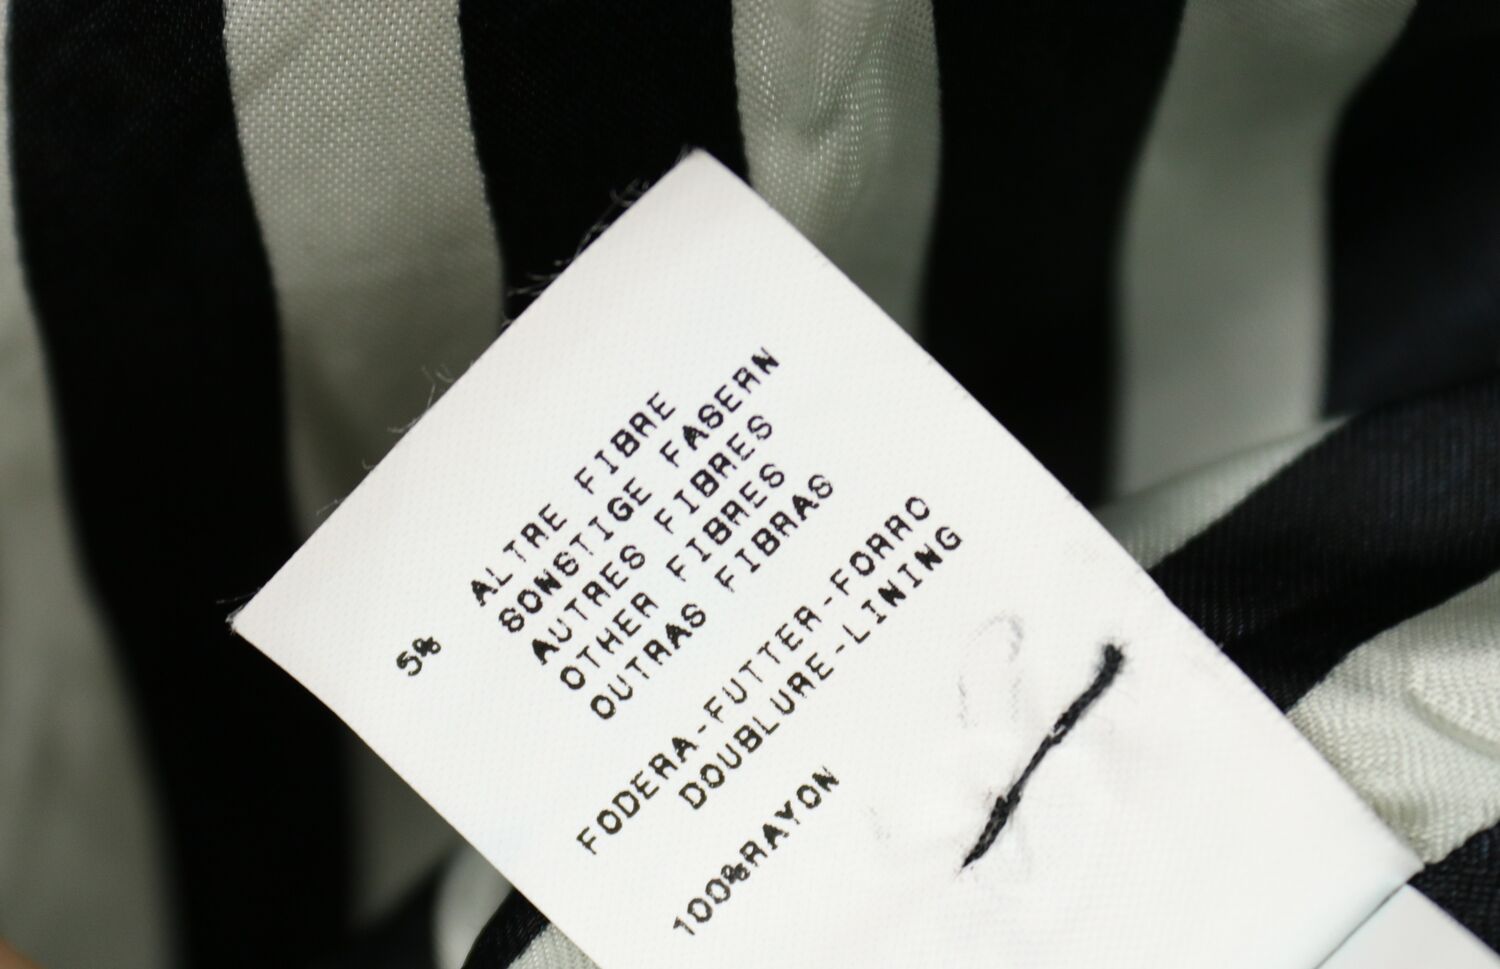 5% ALTRE FIBRE
SONSTIGE FASERN
AUTRES FIBRES
OTHER FIBRES
OUTRAS FIBRAS
FODERA-FUTTER-FORRO
DOUBLURE-LINING
100%RAYON